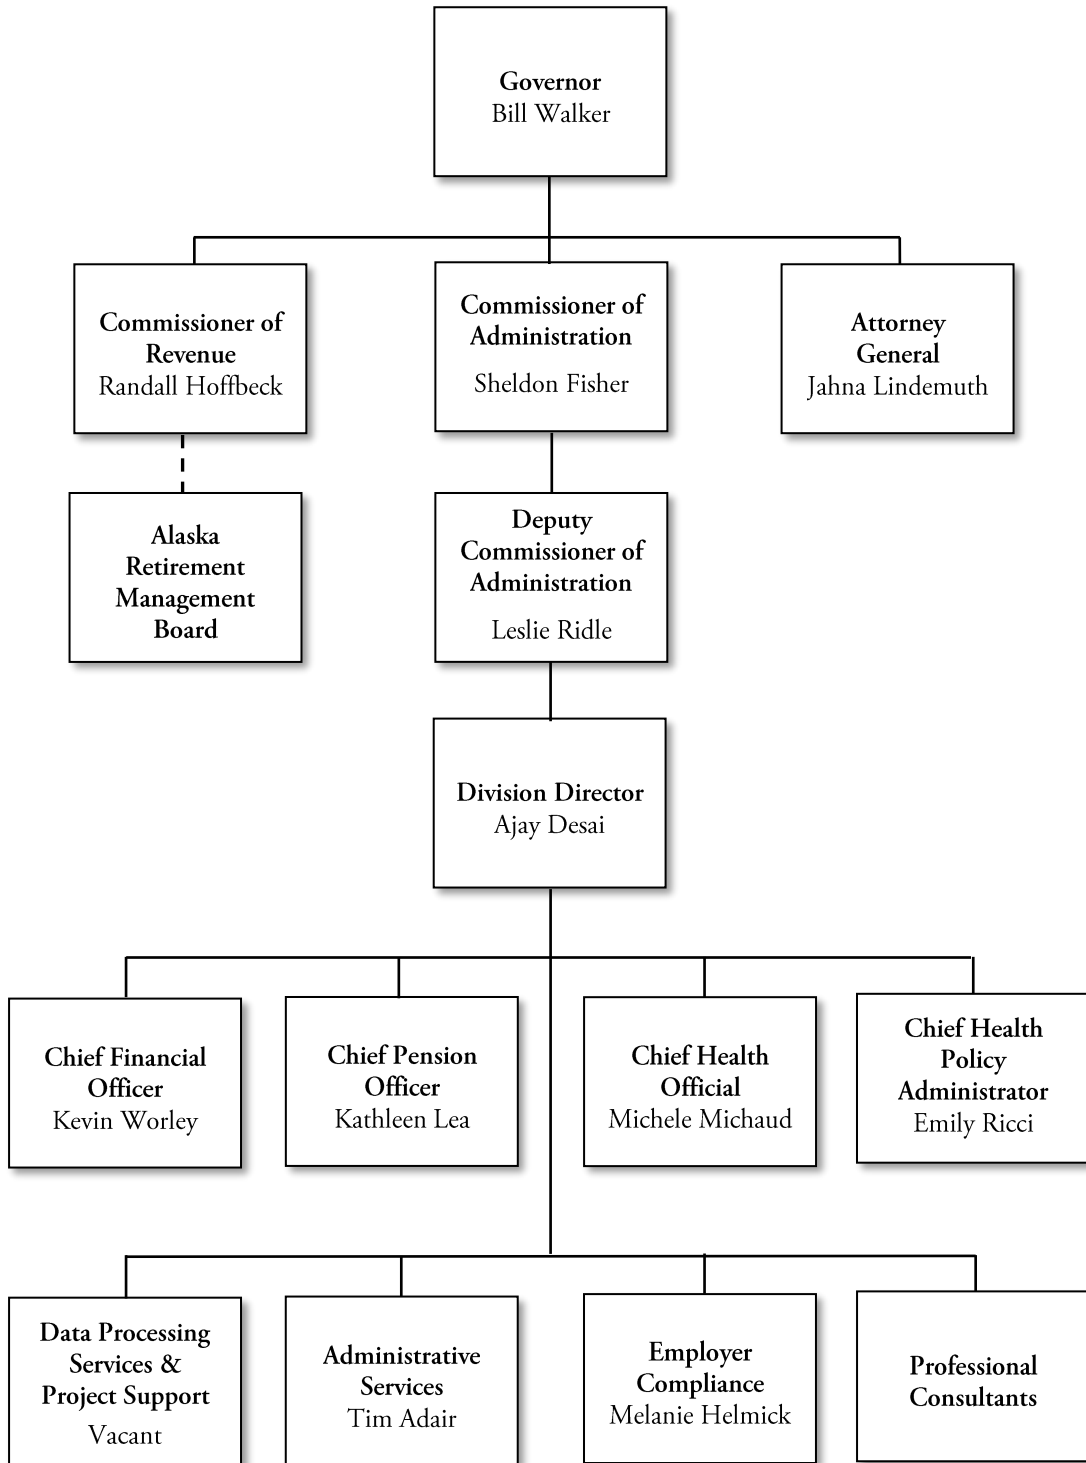 Governor
Bill Walker
Commissioner of
Revenue
Randall Hoffbeck
Commissioner of
Administration
Sheldon Fisher
Attorney
General
Jahna Lindemuth
Alaska
Retirement
Management
Board
Deputy
Commissioner of
Administration
Leslie Ridle
Division Director
Ajay Desai
Chief Financial
Officer
Kevin Worley
Chief Pension
Officer
Kathleen Lea
Chief Health
Official
Michele Michaud
Chief Health
Policy
Administrator
Emily Ricci
Data Processing
Services &
Project Support
Vacant
Administrative
Services
Tim Adair
Employer
Compliance
Melanie Helmick
Professional
Consultants